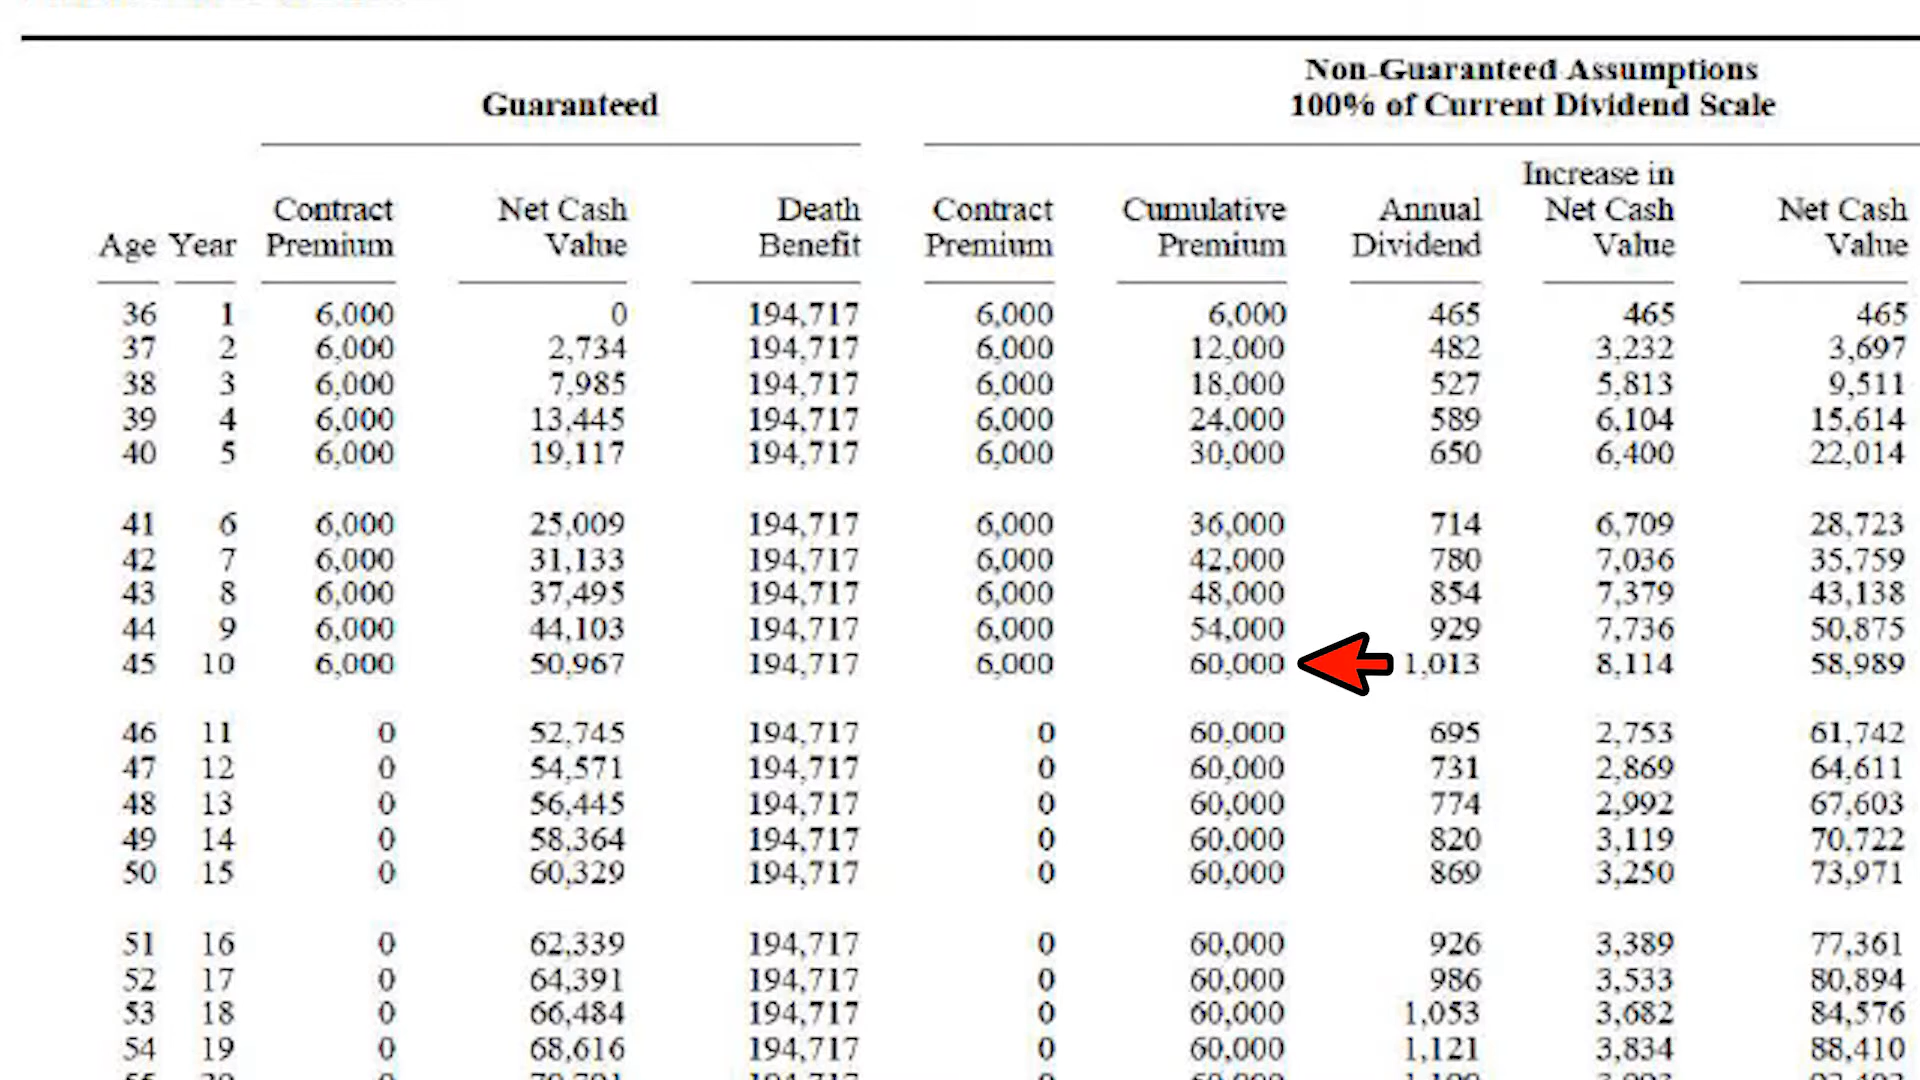 Non-Guaranteed Assumptions
Guaranteed 100% of Current Dividend Scale
Increase in
Contract Net Cash Death Contract Cumulative Annual Net Cash Net Cash
Age Year Premium Value Benefit Premium Premium Dividend Value Value
36 1 6,000 0 194,717 6,000 6,000 465 465 465
37 2 6,000 2,734 194,717 6,000 12,000 482 3,232 3,697
38 3 6,000 7,985 194,717 6,000 18,000 527 5,813 9,511
39 4 6,000 13,445 194,717 6,000 24,000 589 6,104 15,614
40 5 6,000 19,117 194,717 6,000 30,000 650 6,400 22,014
41 6 6,000 25,009 194,717 6,000 36,000 714 6,709 28,723
42 7 6,000 31,133 194,717 6,000 42,000 780 7,036 35,759
43 8 6,000 37,495 194,717 6,000 48,000 854 7,379 43,138
44 9 6,000 44,103 194,717 6,000 54,000 929 7,736 50,875
45 10 6,000 50,967 194,717 6,000 60,000 1,013 8,114 58,989
46 11 0 52,745 194,717 0 60,000 695 2,753 61,742
47 12 0 54,571 194,717 0 60,000 731 2,869 64,611
48 13 0 56,445 194,717 0 60,000 774 2,992 67,603
49 14 0 58,364 194,717 0 60,000 820 3,119 70,722
50 15 0 60,329 194,717 0 60,000 869 3,250 73,971
51 16 0 62,339 194,717 0 60,000 926 3,389 77,361
52 17 0 64,391 194,717 0 60,000 986 3,533 80,894
53 18 0 66,484 194,717 0 60,000 1,053 3,682 84,576
54 19 0 68,616 194,717 0 60,000 1,121 3,834 88,410